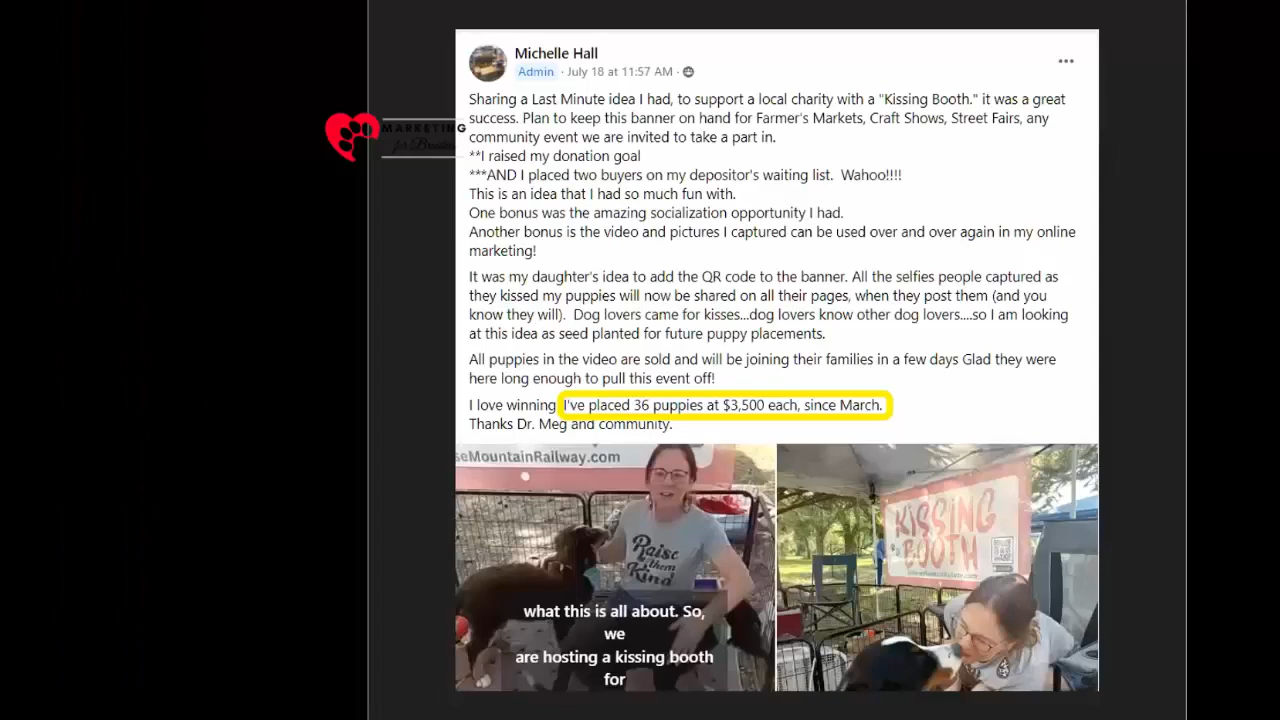 Michelle Hall
Admin · July 18 at 11:57 AM ·
Sharing a Last Minute idea I had, to support a local charity with a "Kissing Booth." it was a great
success. Plan to keep this banner on hand for Farmer's Markets, Craft Shows, Street Fairs, any
community event we are invited to take a part in.
**I raised my donation goal
***AND I placed two buyers on my depositor's waiting list. Wahoo!!!!
This is an idea that I had so much fun with.
One bonus was the amazing socialization opportunity I had.
Another bonus is the video and pictures I captured can be used over and over again in my online
marketing!
It was my daughter's idea to add the QR code to the banner. All the selfies people captured as
they kissed my puppies will now be shared on all their pages, when they post them (and you
know they will). Dog lovers came for kisses...dog lovers know other dog lovers....so I am looking
at this idea as seed planted for future puppy placements.
All puppies in the video are sold and will be joining their families in a few days Glad they were
here long enough to pull this event off!
I love winning I've placed 36 puppies at $3,500 each, since March.
Thanks Dr. Meg and community.
MARKETING
for
seMountainRailway.com
Raise
them
Kind
what this is all about. So,
we
are hosting a kissing booth
for
KISSING
BOOTH